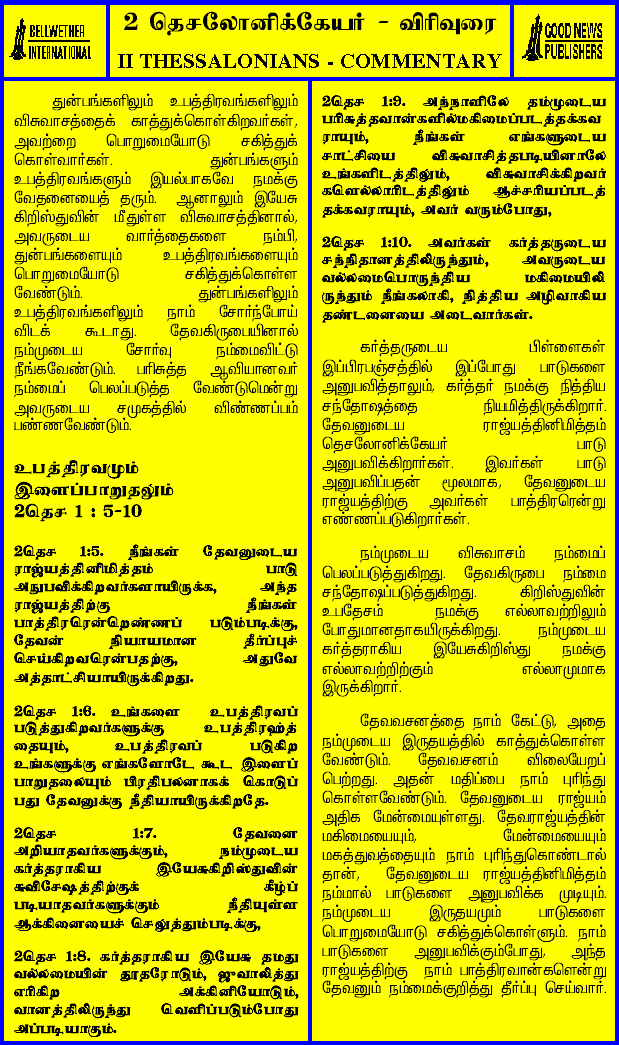 BELLWETHER
INTERNATIONAL
2 தெசலோனிக்கேயர் - விரிவுரை
II THESSALONIANS - COMMENTARY
GOOD NEWS
PUBLISHERS
துன்பங்களிலும் உபத்திரவங்களிலும்
விசுவாசத்தைக் காத்துக்கொள்கிறவர்கள்,
அவற்றை பொறுமையோடு சகித்துக்
கொள்வார்கள். துன்பங்களும்
உபத்திரவங்களும் இயல்பாகவே நமக்கு
வேதனையைத் தரும். ஆனாலும் இயேசு
கிறிஸ்துவின் மீதுள்ள விசுவாசத்தினால்,
அவருடைய வார்த்தைகளை நம்பி,
துன்பங்களையும் உபத்திரவங்களையும்
பொறுமையோடு சகித்துக்கொள்ள
வேண்டும். துன்பங்களிலும்
உபத்திரவங்களிலும் நாம் சோர்ந்போய்
விடக் கூடாது. தேவகிருபையினால்
நம்முடைய சோர்வு நம்மைவிட்டு
நீங்கவேண்டும். பரிசுத்த ஆவியானவர்
நம்மைப் பெலப்படுத்த வேண்டுமென்று
அவருடைய சமுகத்தில் விண்ணப்பம்
பண்ணவேண்டும்.
உபத்திரவமும்
இளைப்பாறுதலும்
2தெச 1 : 5-10
2தெச 1:5. நீங்கள் தேவனுடைய
ராஜ்யத்தினிமித்தம் பாடு
அநுபவிக்கிறவர்களாயிருக்க, அந்த
ராஜ்யத்திற்கு நீங்கள்
பாத்திரரென்றெண்ணப் படும்படிக்கு,
தேவன் நியாயமான தீர்ப்புச்
செய்கிறவரென்பதற்கு, அதுவே
அத்தாட்சியாயிருக்கிறது.
2தெச 1:6. உங்களை உபத்திரவப்
படுத்துகிறவர்களுக்கு உபத்திரஹத்
தையும், உபத்திரவப் படுகிற
உங்களுக்கு எங்களோடே கூட இளைப்
பாறுதலையும் பிரதிபலனாகக் கொடுப்
பது தேவனுக்கு நீதியாயிருக்கிறதே.
2தெச 1:7. தேவனை
அறியாதவர்களுக்கும், நம்முடைய
கர்த்தராகிய இயேசுகிறிஸ்துவின்
சுவிசேஷத்திற்குக் கீழ்ப்
படியாதவர்களுக்கும் நீதியுள்ள
ஆக்கினையைச் செலுத்தும்படிக்கு,
2தெச 1:8. கர்த்தராகிய இயேசு தமது
வல்லமையின் தூதரோடும், ஜுவாலித்து
எரிகிற அக்கினியோடும்,
வானத்திலிருந்து வெளிப்படும்போது
அப்படியாகும்.
2தெச 1:9. அந்நாளிலே தம்முடைய
பரிசுத்தவான்களில்மகிமைப்படத்தக்கவ
ராயும், நீங்கள் எங்களுடைய
சாட்சியை விசுவாசித்தபடியினாலே
உங்களிடத்திலும், விசுவாசிக்கிறவர்
களெல்லாரிடத்திலும் ஆச்சரியப்படத்
தக்கவராயும், அவர் வரும்போது,
2தெச 1:10. அவர்கள் கர்த்தருடைய
சந்நிதானத்திலிருந்தும், அவருடைய
வல்லமைபொருந்திய மகிமையிலி
ருந்தும் நீங்கலாகி, நித்திய அழிவாகிய
தண்டனையை அடைவார்கள்.
கர்த்தருடைய பிள்ளைகள்
இப்பிரபஞ்சத்தில் இப்போது பாடுகளை
அனுபவித்தாலும், கர்த்தர் நமக்கு நித்திய
சந்தோஷத்தை நியமித்திருக்கிறார்.
தேவனுடைய ராஜ்யத்தினிமித்தம்
தெசலோனிக்கேயர் பாடு
அனுபவிக்கிறார்கள். இவர்கள் பாடு
அனுபவிப்பதன் மூலமாக, தேவனுடைய
ராஜ்யத்திற்கு அவர்கள் பாத்திரரென்று
எண்ணப்படுகிறார்கள்.
நம்முடைய விசுவாசம் நம்மைப்
பெலப்படுத்துகிறது. தேவகிருபை நம்மை
சந்தோஷப்படுத்துகிறது. கிறிஸ்துவின்
உபதேசம் நமக்கு எல்லாவற்றிலும்
போதுமானதாகயிருக்கிறது. நம்முடைய
கர்த்தராகிய இயேசுகிறிஸ்து நமக்கு
எல்லாவற்றிற்கும் எல்லாமுமாக
இருக்கிறார்.
தேவவசனத்தை நாம் கேட்டு, அதை
நம்முடைய இருதயத்தில் காத்துக்கொள்ள
வேண்டும். தேவவசனம் விலையேறப்
பெற்றது. அதன் மதிப்பை நாம் புரிந்து
கொள்ளவேண்டும். தேவனுடைய ராஜ்யம்
அதிக மேன்மையுள்ளது. தேவராஜ்யத்தின்
மகிமையையும், மேன்மையையும்
மகத்துவத்தையும் நாம் புரிந்துகொண்டால்
தான், தேவனுடைய ராஜ்யத்தினிமித்தம்
நம்மால் பாடுகளை அனுபவிக்க முடியும்.
நம்முடைய இருதயமும் பாடுகளை
பொறுமையோடு சகித்துக்கொள்ளும். நாம்
பாடுகளை அனுபவிக்கும்போது, அந்த
ராஜ்யத்திற்கு நாம் பாத்திரவான்களென்று
தேவனும் நம்மைக்குறித்து தீர்ப்பு செய்வார்.